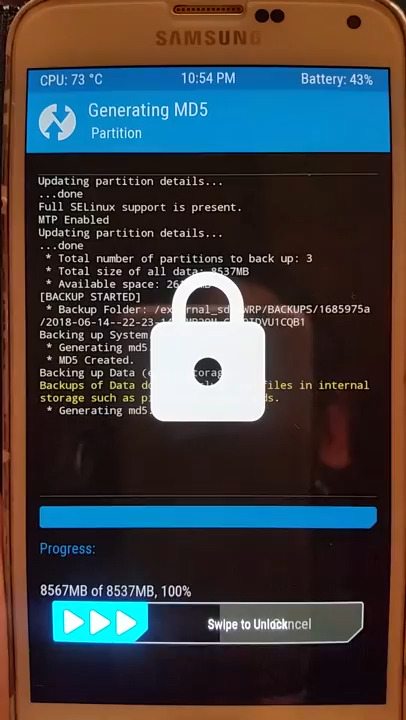 SAMSUNG
CPU: 73 °C
10:54 PM
Battery: 43%
Generating MD5
Partition
Updating partition details...
...done
Full SELinux support is present.
MTP Enabled
Updating partition details...
...done
* Total number of partitions to back up: 3
* Total size of all data: 8537MB
* Available space:
[BACKUP STARTED]
* Backup Folder:
/2018-06-14--22-23-
Backing up System
* Generating md5
* MD5 Created.
Backing up Data
Backups of Data do files in internal
storage such as
* Generating md5
Progress:
8567MB of 8537MB, 100%
Swipe to Unlock